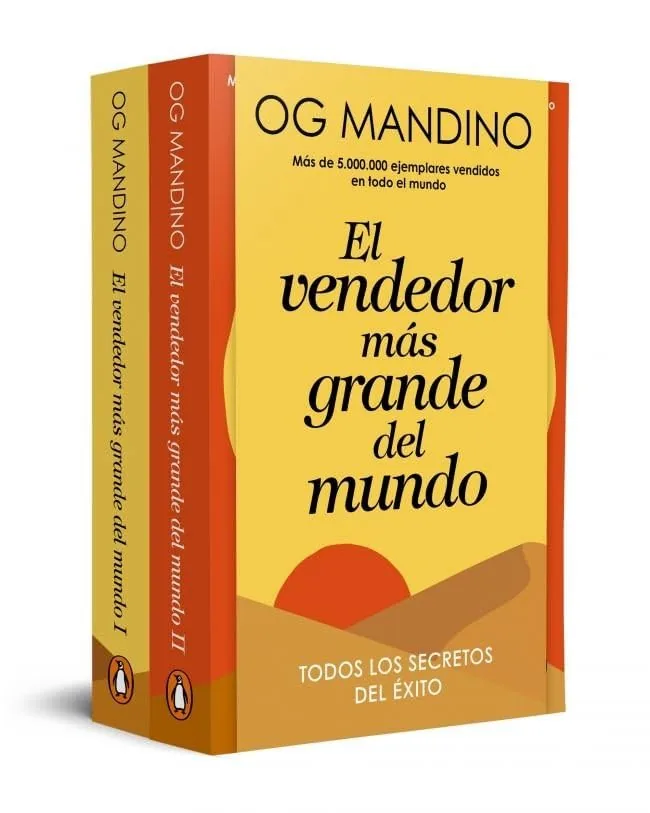 OG MANDINO
El vendedor más grande del mundo I
OG MANDINO
El vendedor más grande del mundo II
M
OG MANDINO
Más de 5.000.000 ejemplares vendidos
en todo el mundo
El
vendedor
más
grande
del
mundo
TODOS LOS SECRETOS
DEL ÉXITO
o